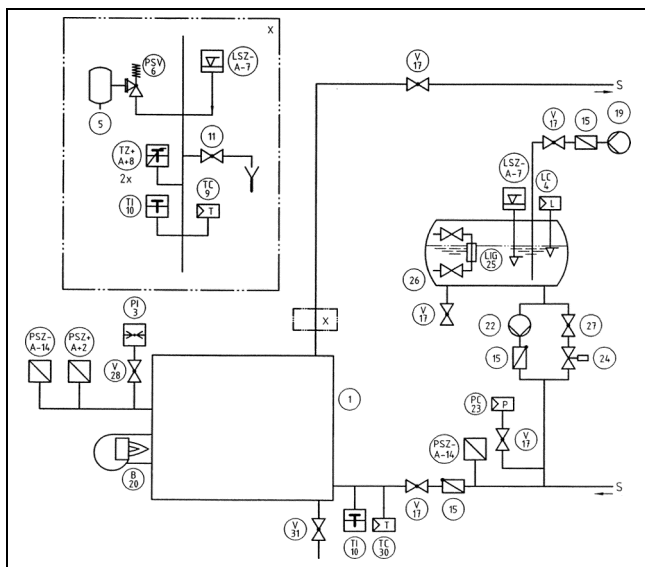 X
PSV
6
LSZ-
A-7
5
TZ+
A+8
2x
11
TC
9
TI
10
T
V
17
S
V
17
15
19
LSZ-
A-7
LC
4
L
LIG
25
26
V
17
22
27
15
24
PI
3
X
PSZ-
A-14
PSZ+
A+2
V
28
1
PC
23
P
V
17
PSZ-
A-14
B
20
S
V
31
TI
10
TC
30
T
V
17
15